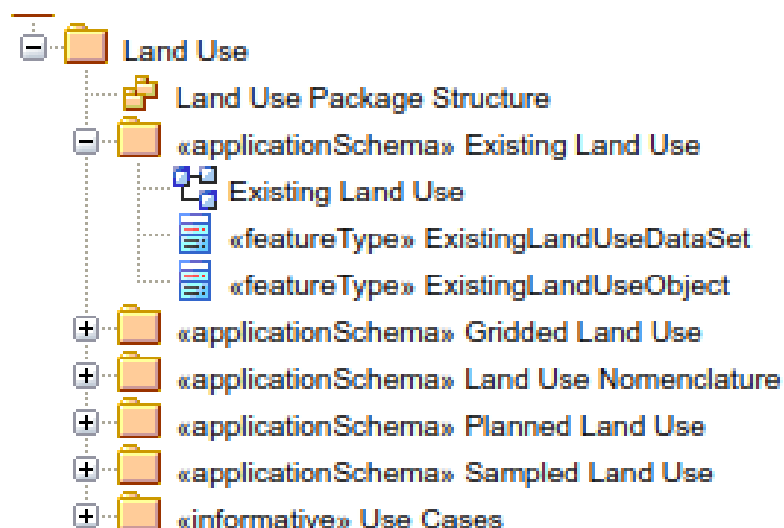 Land Use
Land Use Package Structure
«applicationSchema» Existing Land Use
Existing Land Use
«featureType» ExistingLandUseDataSet
«featureType» ExistingLandUseObject
«applicationSchema» Gridded Land Use
«applicationSchema» Land Use Nomenclature
«applicationSchema» Planned Land Use
«applicationSchema» Sampled Land Use
«informative» Use Cases